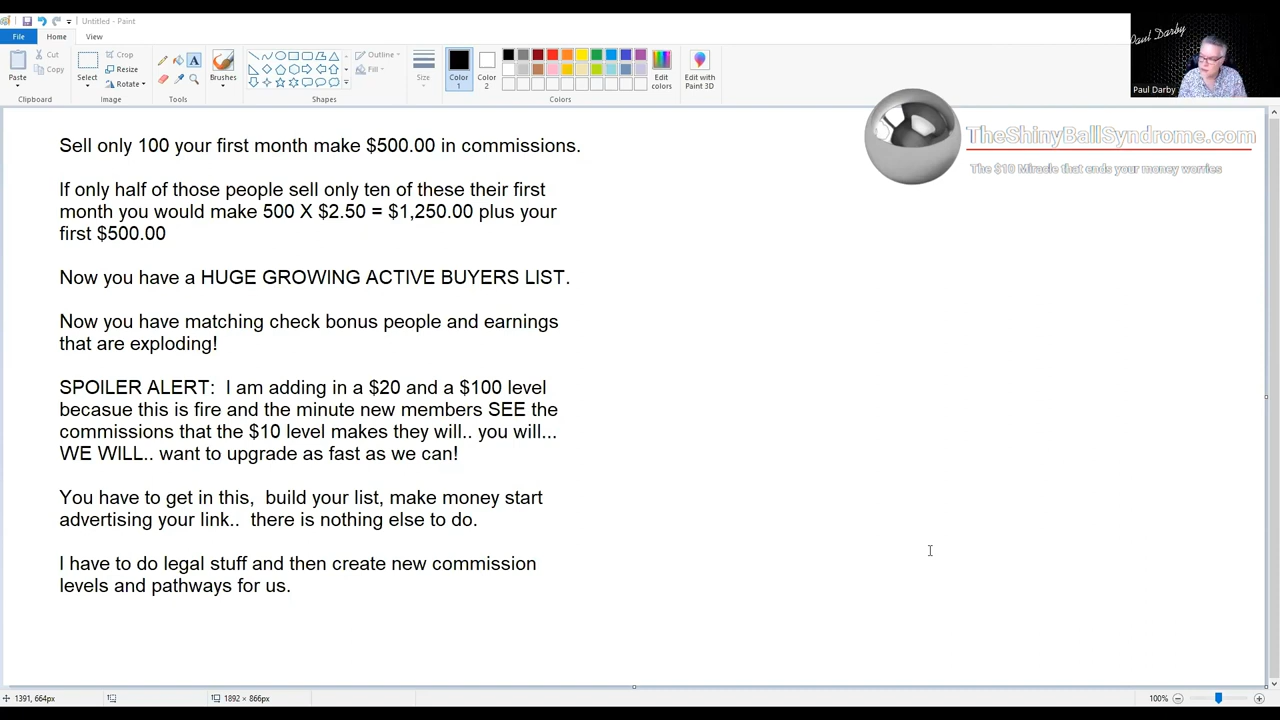 Untitled - Paint
File
Home
View
Paste
Cut
Copy
Clipboard
Select
Crop
Resize
Rotate
Image
Tools
Brushes
Shapes
Outline
Fill
Size
Color 1
Color 2
Edit colors
Colors
Edit with Paint 3D
Paul Darby
Paul Darby
TheShinyBallSyndrome.com
The $10 Miracle that ends your money worries
Sell only 100 your first month make $500.00 in commissions.
If only half of those people sell only ten of these their first
month you would make 500 X $2.50 = $1,250.00 plus your
first $500.00
Now you have a HUGE GROWING ACTIVE BUYERS LIST.
Now you have matching check bonus people and earnings
that are exploding!
SPOILER ALERT:  I am adding in a $20 and a $100 level
becasue this is fire and the minute new members SEE the
commissions that the $10 level makes they will.. you will...
WE WILL.. want to upgrade as fast as we can!
You have to get in this,  build your list, make money start
advertising your link..  there is nothing else to do.
I have to do legal stuff and then create new commission
levels and pathways for us.
1391, 664px
1892 × 866px
100%